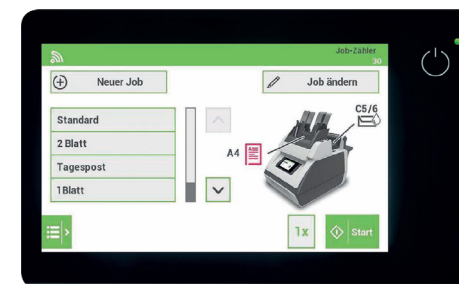 Job-Zähler
30
Neuer Job
Job ändern
Standard
2 Blatt
Tagespost
1Blatt
C5/6
A4
1x
Start